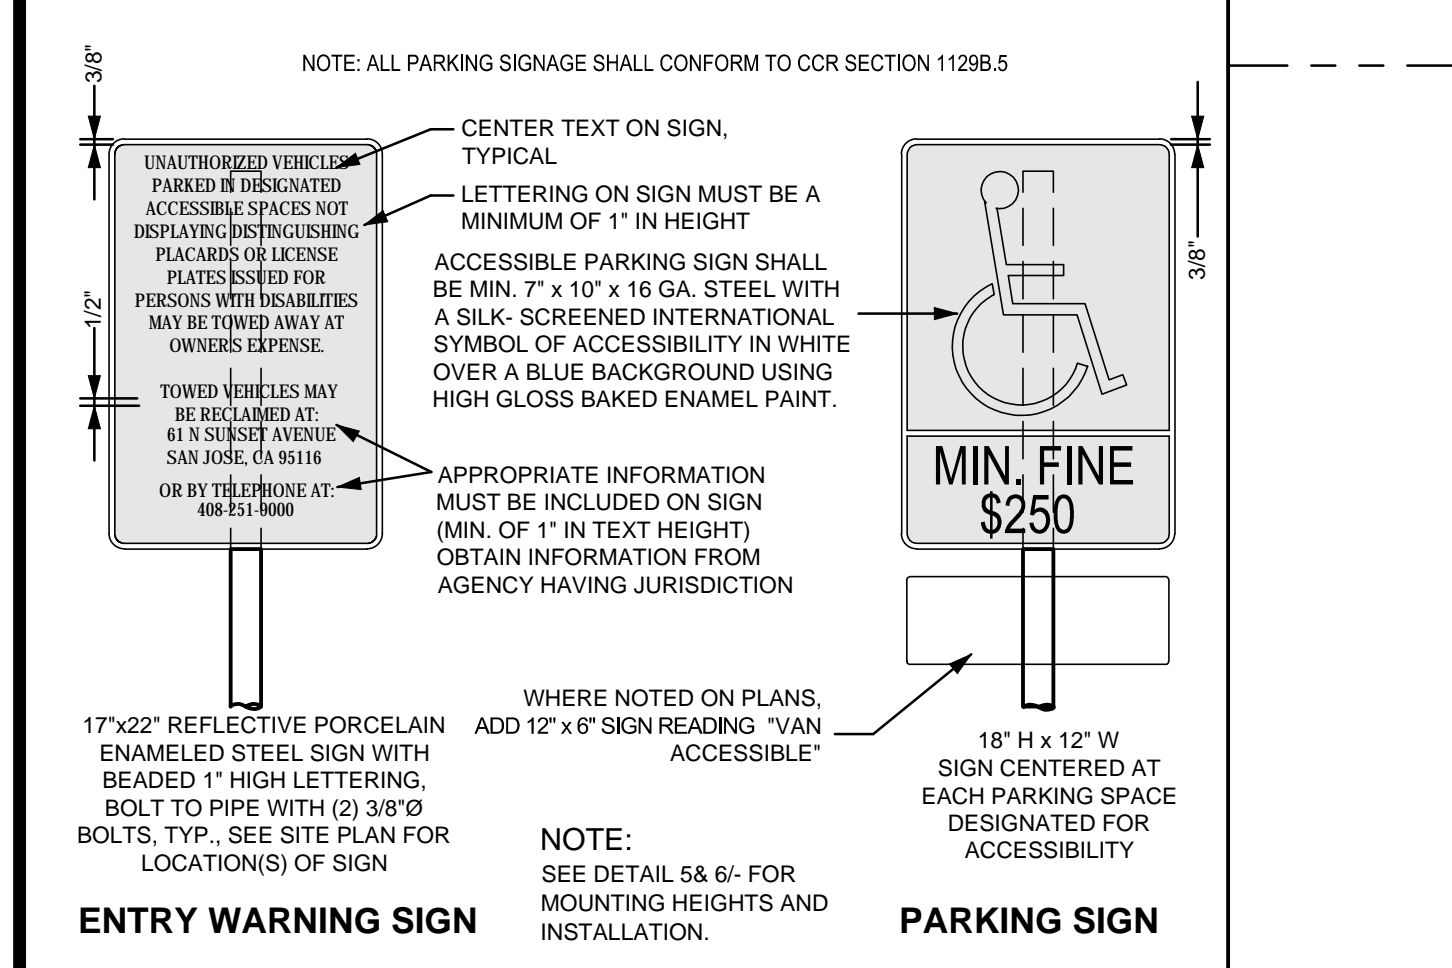 3/8"
NOTE: ALL PARKING SIGNAGE SHALL CONFORM TO CCR SECTION 1129B.5
UNAUTHORIZED VEHICLES
PARKED IN DESIGNATED
ACCESSIBLE SPACES NOT
DISPLAYING DISTINGUISHING
PLACARDS OR LICENSE
PLATES ISSUED FOR
PERSONS WITH DISABILITIES
MAY BE TOWED AWAY AT
OWNERS EXPENSE.
TOWED VEHICLES MAY
BE RECLAIMED AT:
61 N SUNSET AVENUE
SAN JOSE, CA 95116
OR BY TELEPHONE AT:
408-251-0000
1/2"
CENTER TEXT ON SIGN,
TYPICAL
LETTERING ON SIGN MUST BE A
MINIMUM OF 1" IN HEIGHT
ACCESSIBLE PARKING SIGN SHALL
BE MIN. 7" x 10" x 16 GA. STEEL WITH
A SILK- SCREENED INTERNATIONAL
SYMBOL OF ACCESSIBILITY IN WHITE
OVER A BLUE BACKGROUND USING
HIGH GLOSS BAKED ENAMEL PAINT.
APPROPRIATE INFORMATION
MUST BE INCLUDED ON SIGN
(MIN. OF 1" IN TEXT HEIGHT)
OBTAIN INFORMATION FROM
AGENCY HAVING JURISDICTION
3/8"
MIN. FINE
$250
WHERE NOTED ON PLANS,
ADD 12" x 6" SIGN READING "VAN
ACCESSIBLE"
17"x22" REFLECTIVE PORCELAIN
ENAMELED STEEL SIGN WITH
BEADED 1" HIGH LETTERING,
BOLT TO PIPE WITH (2) 3/8"Ø
BOLTS, TYP., SEE SITE PLAN FOR
LOCATION(S) OF SIGN
18" H x 12" W
SIGN CENTERED AT
EACH PARKING SPACE
DESIGNATED FOR
ACCESSIBILITY
NOTE:
SEE DETAIL 5& 6/- FOR
MOUNTING HEIGHTS AND
INSTALLATION.
ENTRY WARNING SIGN
PARKING SIGN